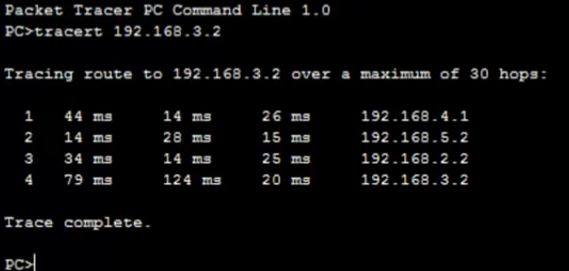 Packet Tracer PC Command Line 1.0
PC>tracert 192.168.3.2
Tracing route to 192.168.3.2 over a maximum of 30 hops:
1 44 ms 14 ms 26 ms 192.168.4.1
2 14 ms 28 ms 15 ms 192.168.5.2
3 34 ms 14 ms 25 ms 192.168.2.2
4 79 ms 124 ms 20 ms 192.168.3.2
Trace complete.
PC>